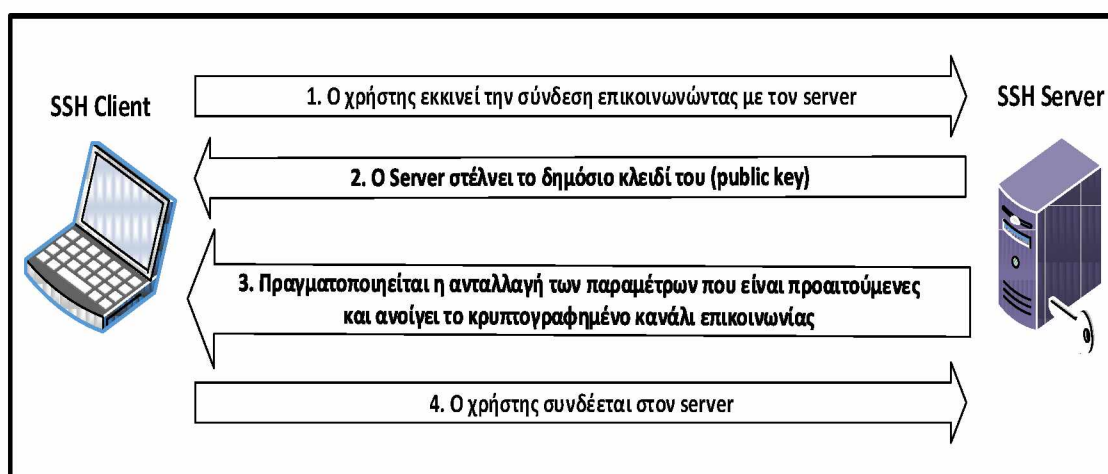 1. Ο χρήστης εκκινεί την σύνδεση επικοινωνώντας με τον server
SSH Client
SSH Server
2. Ο Server στέλνει το δημόσιο κλειδί του (public key)
3. Πραγματοποιηείται η ανταλλαγή των παραμέτρων που είναι προαιτούμενες
και ανοίγει το κρυπτογραφημένο κανάλι επικοινωνίας
4. Ο χρήστης συνδέεται στον server